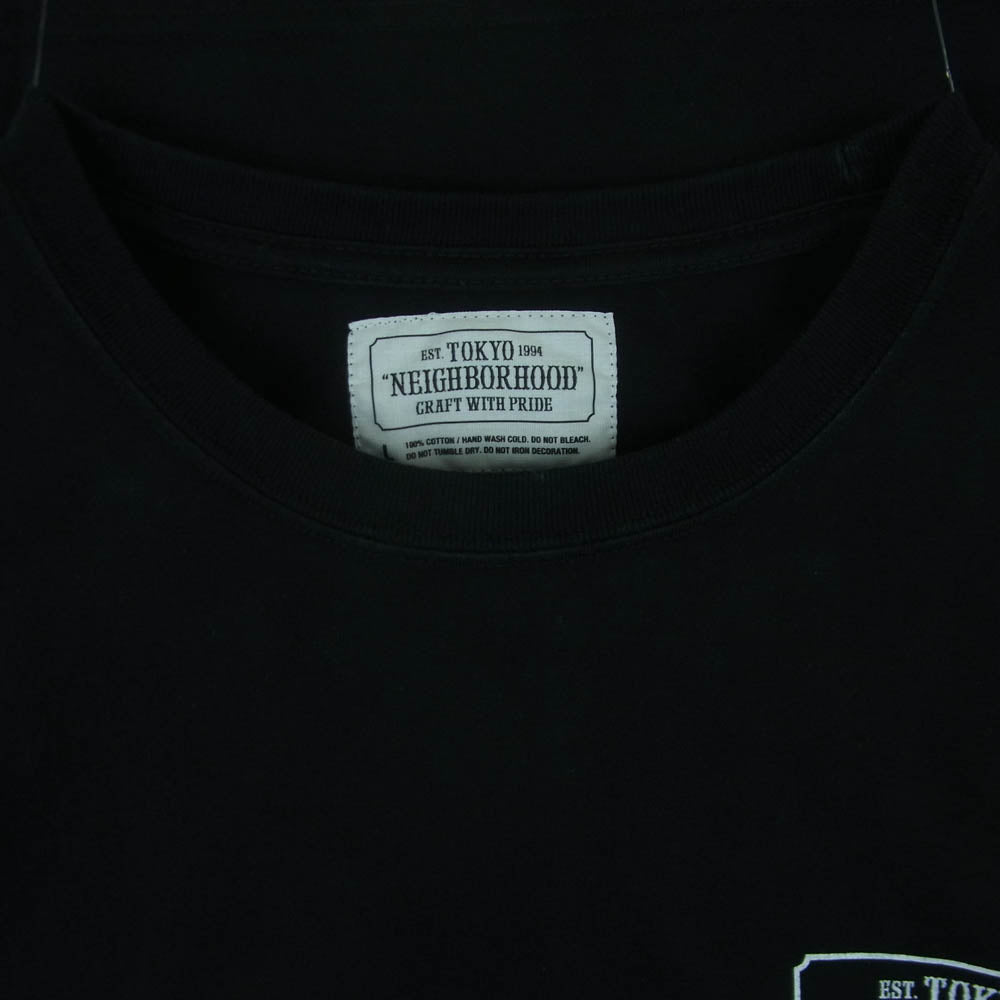 EST. TOKYO 1994
"NEIGHBORHOOD"
CRAFT WITH PRIDE
100% COTTON / HAND WASH COLD. DO NOT BLEACH.
L DO NOT TUMBLE DRY. DO NOT IRON DECORATION.
EST. TOK